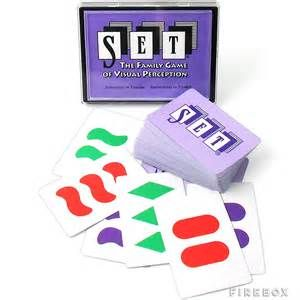 SET
THE FAMILY GAME
OF VISUAL PERCEPTION
SET
FIREBOX